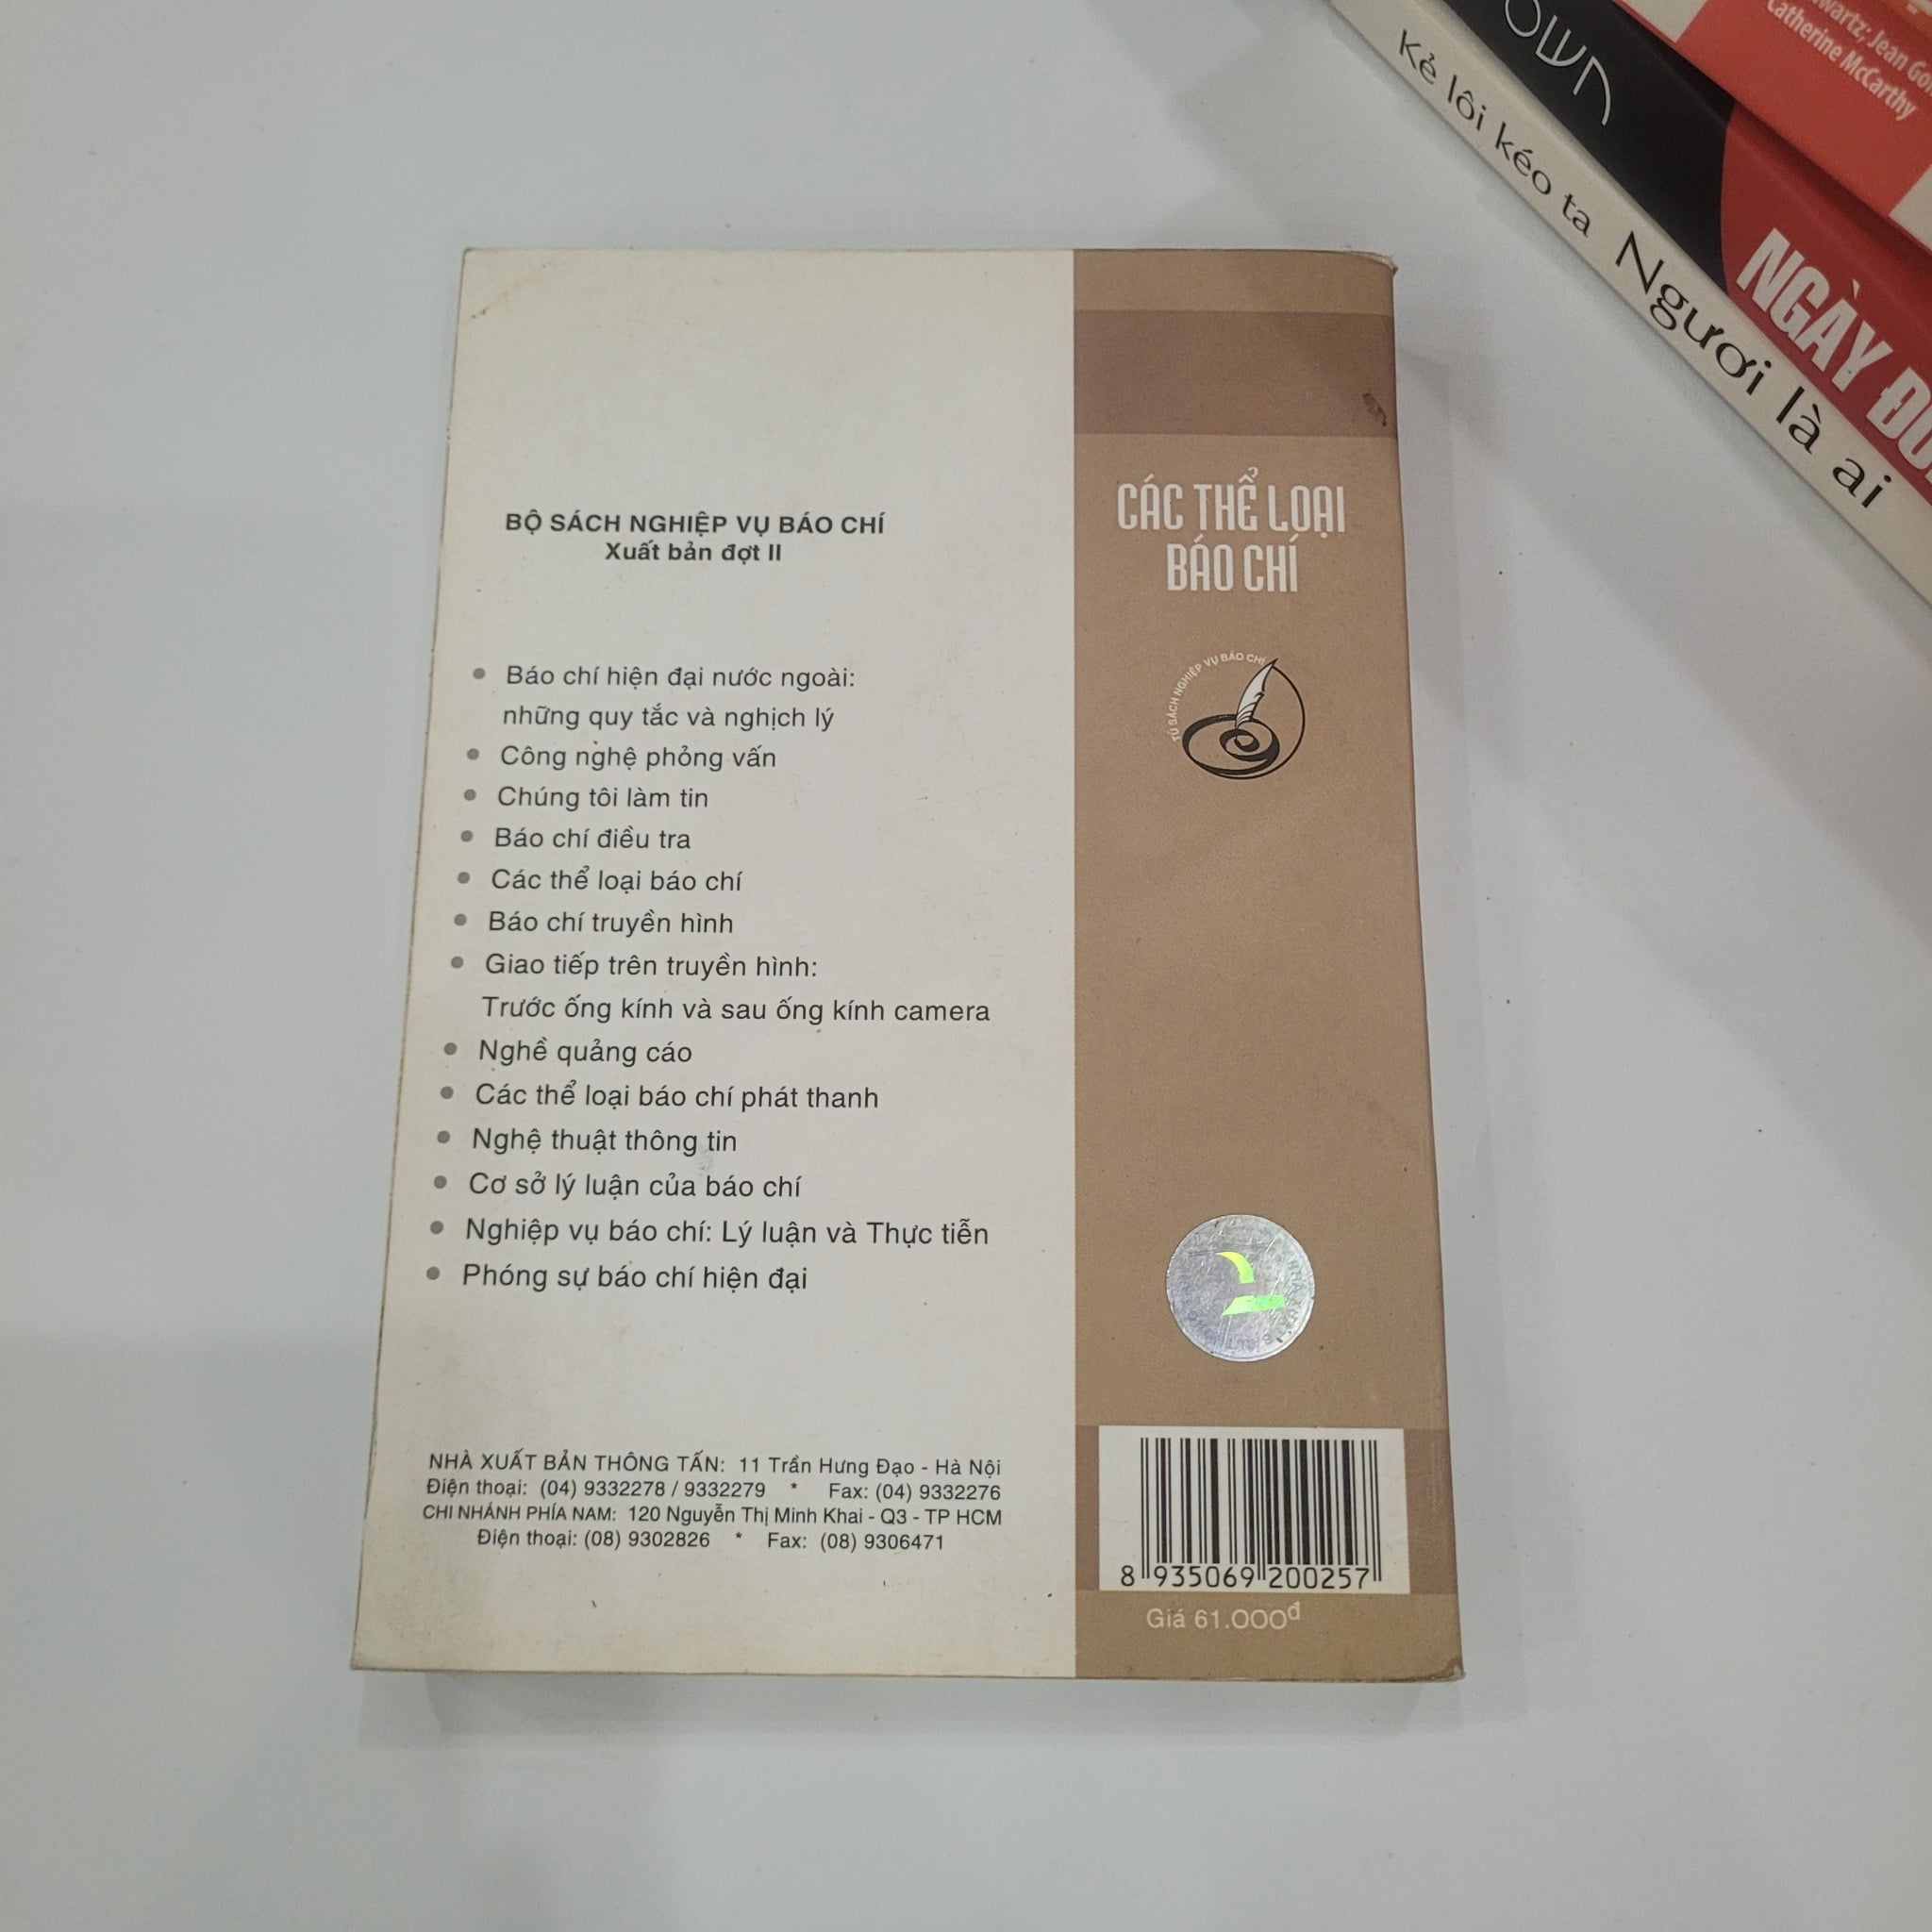 BỘ SÁCH NGHIỆP VỤ BÁO CHÍ
Xuất bản đợt II
Báo chí hiện đại nước ngoài:
những quy tắc và nghịch lý
Công nghệ phỏng vấn
Chúng tôi làm tin
Báo chí điều tra
Các thể loại báo chí
Báo chí truyền hình
Giao tiếp trên truyền hình:
Trước ống kính và sau ống kính camera
Nghề quảng cáo
Các thể loại báo chí phát thanh
Nghệ thuật thông tin
Cơ sở lý luận của báo chí
Nghiệp vụ báo chí: Lý luận và Thực tiễn
Phóng sự báo chí hiện đại
NHÀ XUẤT BẢN THÔNG TẤN: 11 Trần Hưng Đạo - Hà Nội
Điện thoại: (04) 9332278 / 9332279 * Fax: (04) 9332276
CHI NHÁNH PHÍA NAM: 120 Nguyễn Thị Minh Khai - Q3 - TP HCM
Điện thoại: (08) 9302826 * Fax: (08) 9306471
CÁC THỂ LOẠI
BÁO CHÍ
TỦ SÁCH NGHIỆP VỤ BÁO CHÍ
8 935069 200257
Giá 61.000đ
Kẻ lôi kéo ta Ngươi là ai
NGÀY
Catherine McCarthy